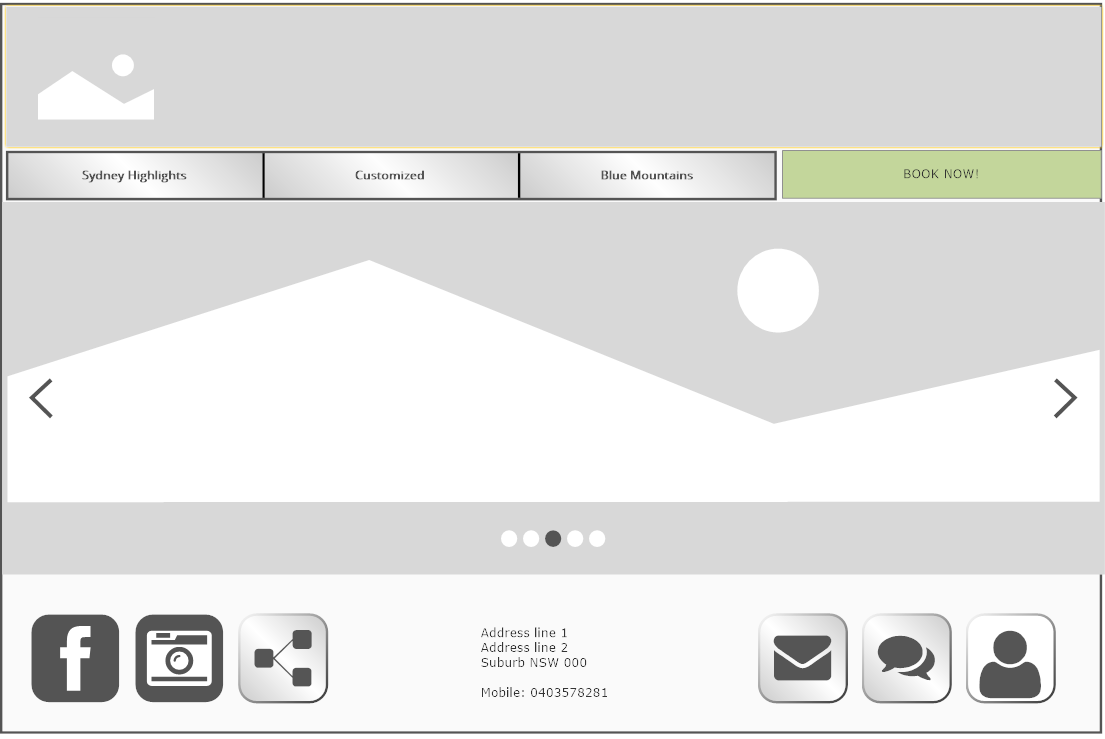 Sydney Highlights
Customized
Blue Mountains
BOOK NOW!
Address line 1
Address line 2
Suburb NSW 000
Mobile: 0403578281